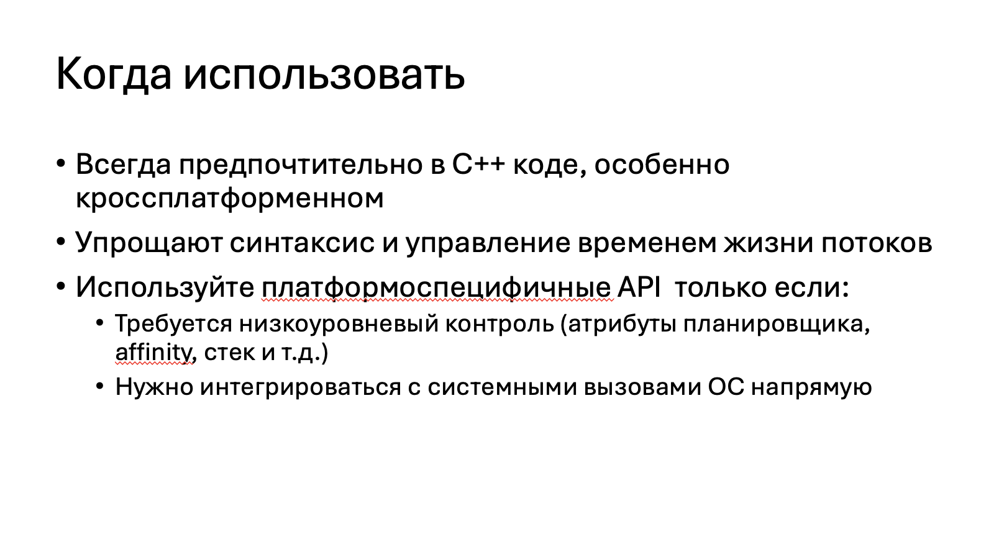 Когда использовать
• Всегда предпочтительно в C++ коде, особенно
кроссплатформенном
• Упрощают синтаксис и управление временем жизни потоков
• Используйте платформоспецифичные API  только если:
• Требуется низкоуровневый контроль (атрибуты планировщика,
affinity, стек и т.д.)
• Нужно интегрироваться с системными вызовами ОС напрямую